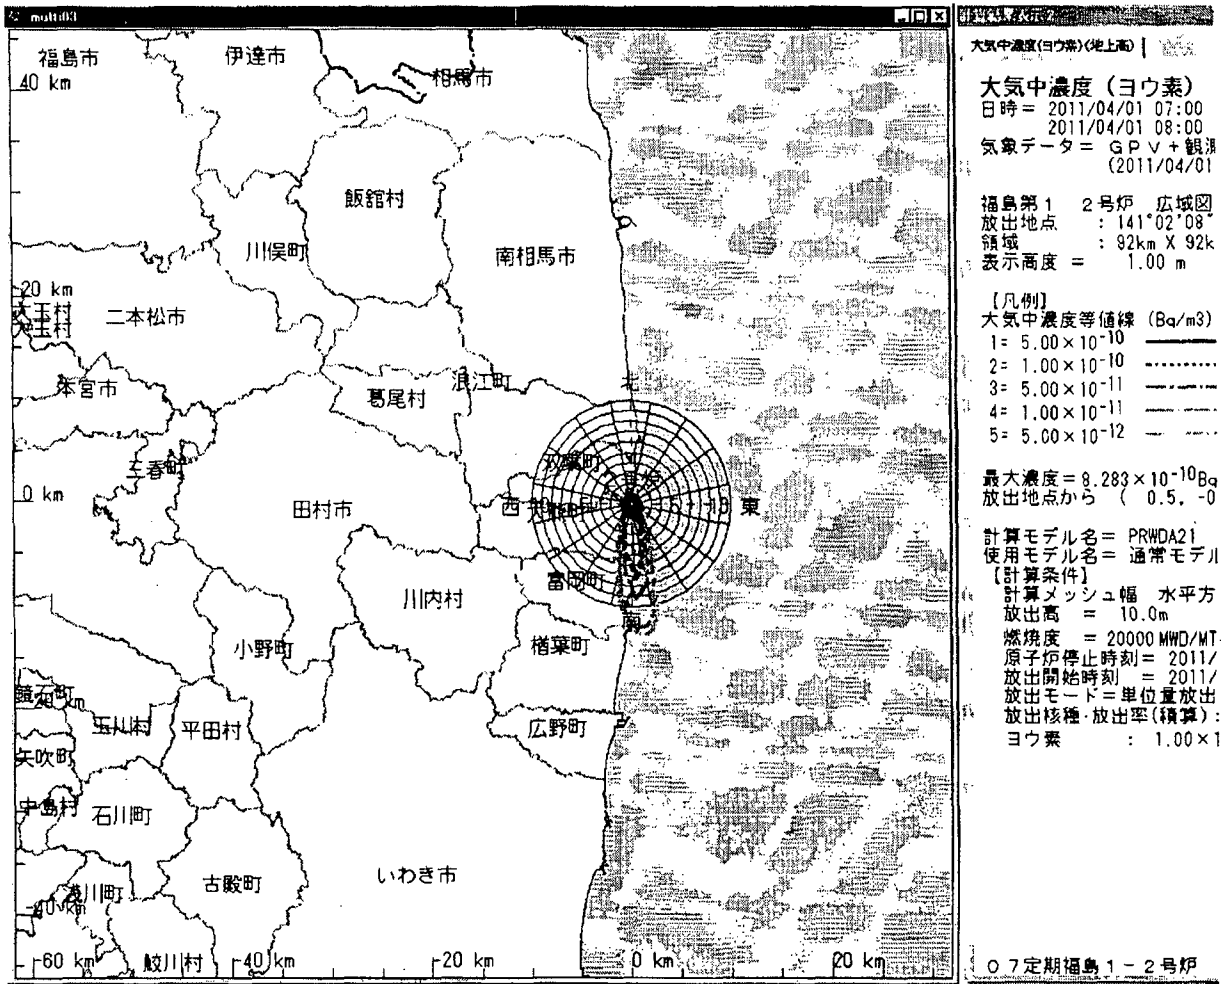 multi03
福島市
伊達市
相馬市
40 km
飯舘村
川俣町
南相馬市
20 km
大玉村
大玉村
二本松市
本宮市
浪江町
北
葛尾村
双葉町
三春町
0 km
田村市
西
東
富岡町
川内村
南
小野町
楢葉町
鏡石町
玉川村
平田村
広野町
矢吹町
中島村
石川町
浅川町
古殿町
いわき市
-40 km
-60 km
鮫川村
-40 km
-20 km
0 km
20 km
大気中濃度(ヨウ素)(地上高)
大気中濃度(ヨウ素)
日時= 2011/04/01 07:00
2011/04/01 08:00
気象データ= GPV+観測
(2011/04/01
福島第1 2号炉 広域図
放出地点 : 141°02'08"
領域 : 92km X 92k
表示高度 = 1.00 m
【凡例】
大気中濃度等値線 (Bq/m3)
1= 5.00×10-10
2= 1.00×10-10
3= 5.00×10-11
4= 1.00×10-11
5= 5.00×10-12
最大濃度=8.283×10-10Bq
放出地点から ( 0.5, -0
計算モデル名= PRWDA21
使用モデル名= 通常モデル
【計算条件】
計算メッシュ幅 水平方
放出高 = 10.0m
燃焼度 = 20000MWD/MT
原子炉停止時刻= 2011/
放出開始時刻 = 2011/
放出モード=単位量放出
放出核種・放出率(積算):
ヨウ素 : 1.00×1
07定期福島1-2号炉